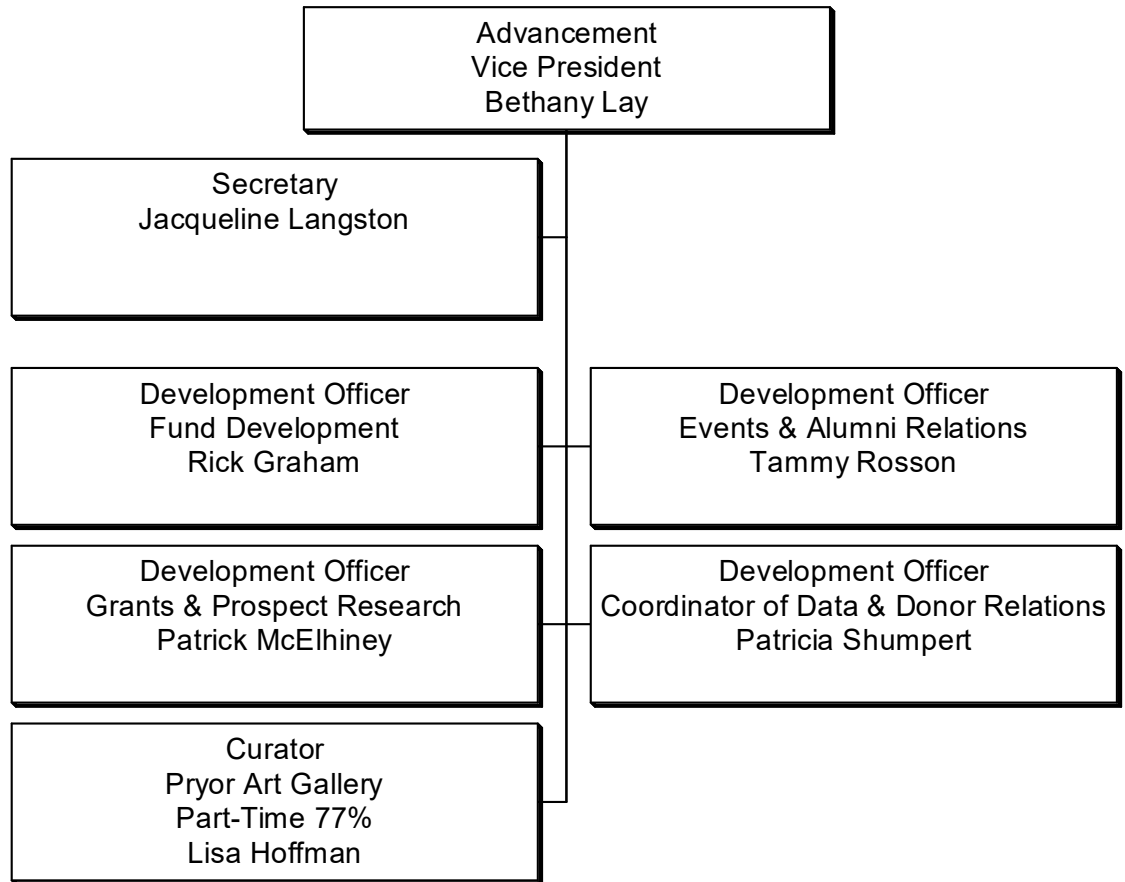 Advancement
Vice President
Bethany Lay
Secretary
Jacqueline Langston
Development Officer
Fund Development
Rick Graham
Development Officer
Events & Alumni Relations
Tammy Rosson
Development Officer
Grants & Prospect Research
Patrick McElhiney
Development Officer
Coordinator of Data & Donor Relations
Patricia Shumpert
Curator
Pryor Art Gallery
Part-Time 77%
Lisa Hoffman